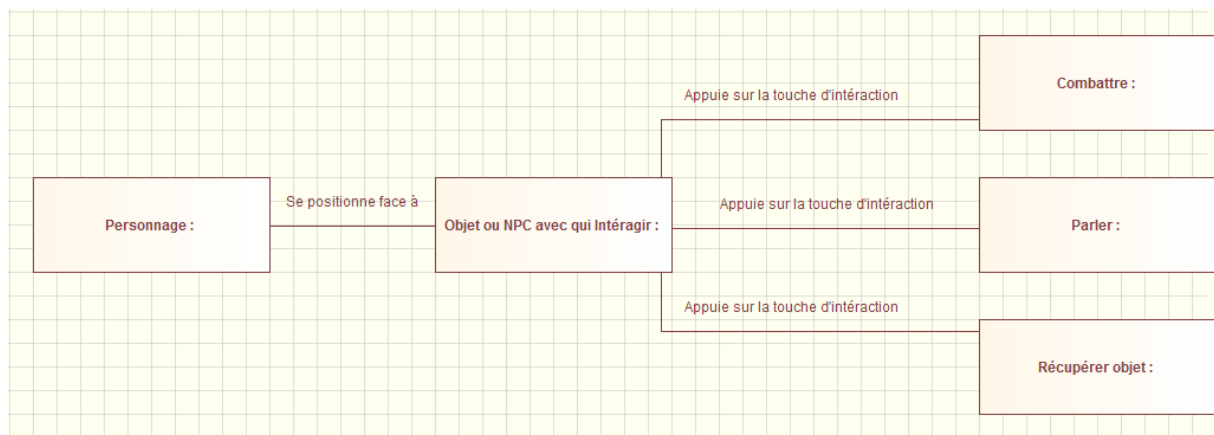 Combattre :
Appuie sur la touche d'intéraction
Se positionne face à
Appuie sur la touche d'intéraction
Personnage :
Objet ou NPC avec qui Intéragir :
Parler :
Appuie sur la touche d'intéraction
Récupérer objet :